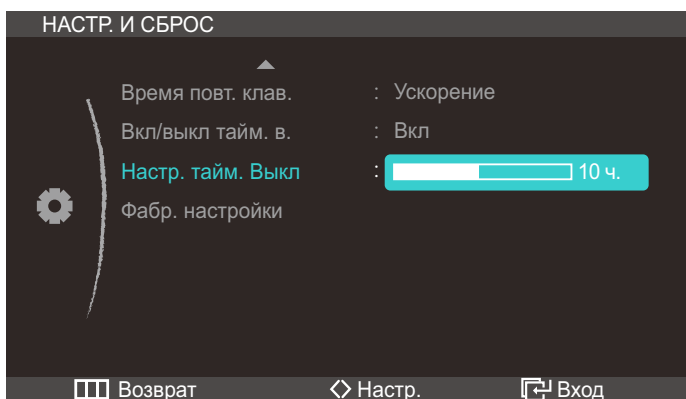 НАСТР. И СБРОС
Время повт. клав. : Ускорение
Вкл/выкл тайм. в. : Вкл
Настр. тайм. Выкл : 10 ч.
Фабр. настройки
Возврат Настр. Вход